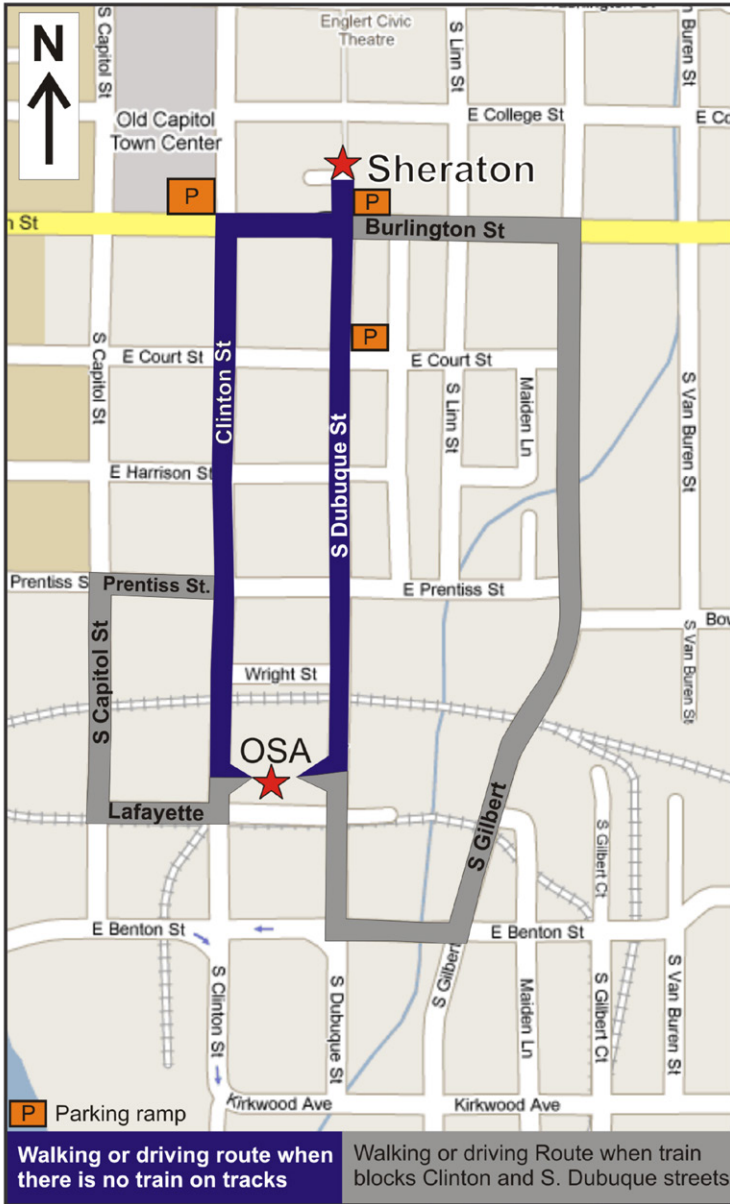 N
S Capitol St
Englert Civic
Theatre
S Linn St
Buren St
E College St
E Co
Old Capitol
Town Center
Sheraton
P
P
n St
Burlington St
S Capitol St
E Court St
Clinton St
P
E Court St
S Linn St
Maiden Ln
S Van Buren St
S Dubuque St
E Harrison St
Prentiss S
Prentiss St.
E Prentiss St
Bow
S Capitol St
Wright St
S Van Buren St
OSA
Lafayette
S Gilbert
S Gilbert Ct
E Benton St
E Benton St
S Clinton St
S Dubuque St
S Gilbert
Maiden Ln
S Gilbert Ct
S Van Buren St
Kirkwood Ave
Kirkwood Ave
P Parking ramp
Walking or driving route when
there is no train on tracks
Walking or driving Route when train
blocks Clinton and S. Dubuque streets